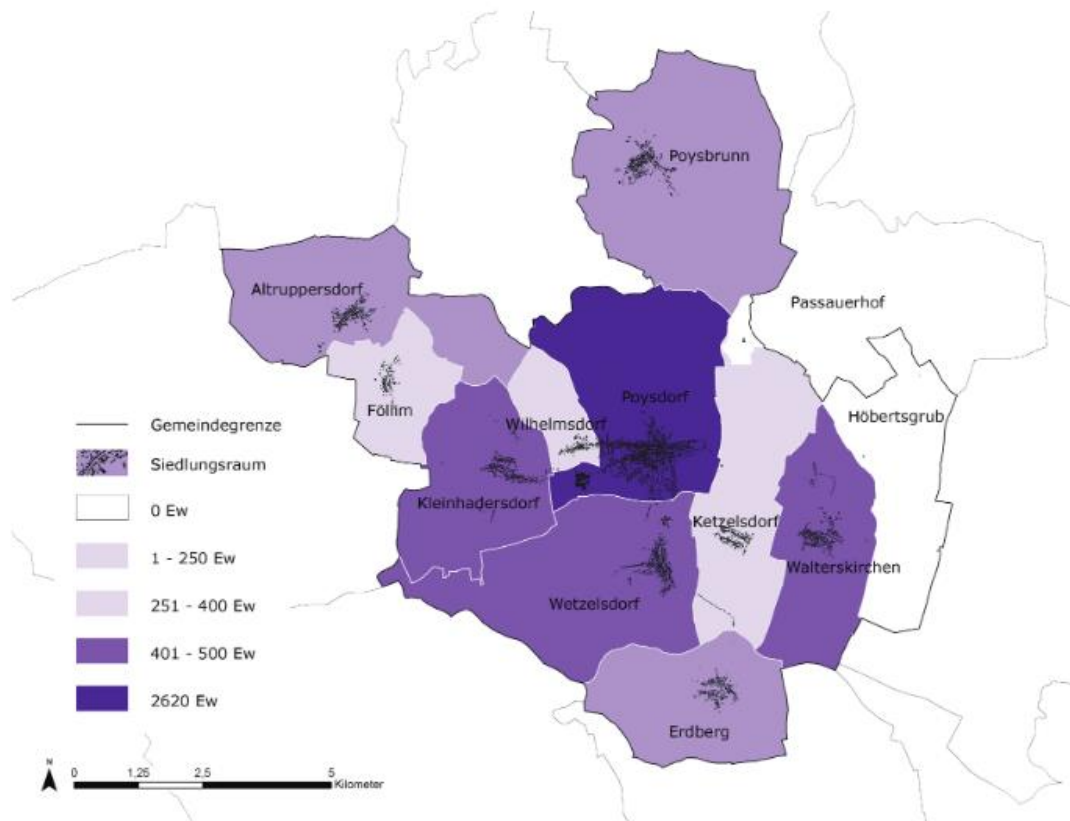 Poysbrunn
Altruppersdorf
Passauerhof
Föllim
Wilhelmsdorf
Poysdorf
Höbertsgrub
Kleinhadersdorf
Ketzelsdorf
Walterskirchen
Wetzelsdorf
Erdberg
Gemeindegrenze
Siedlungsraum
0 Ew
1 - 250 Ew
251 - 400 Ew
401 - 500 Ew
2620 Ew
N
0 1,25 2,5 5
Kilometer